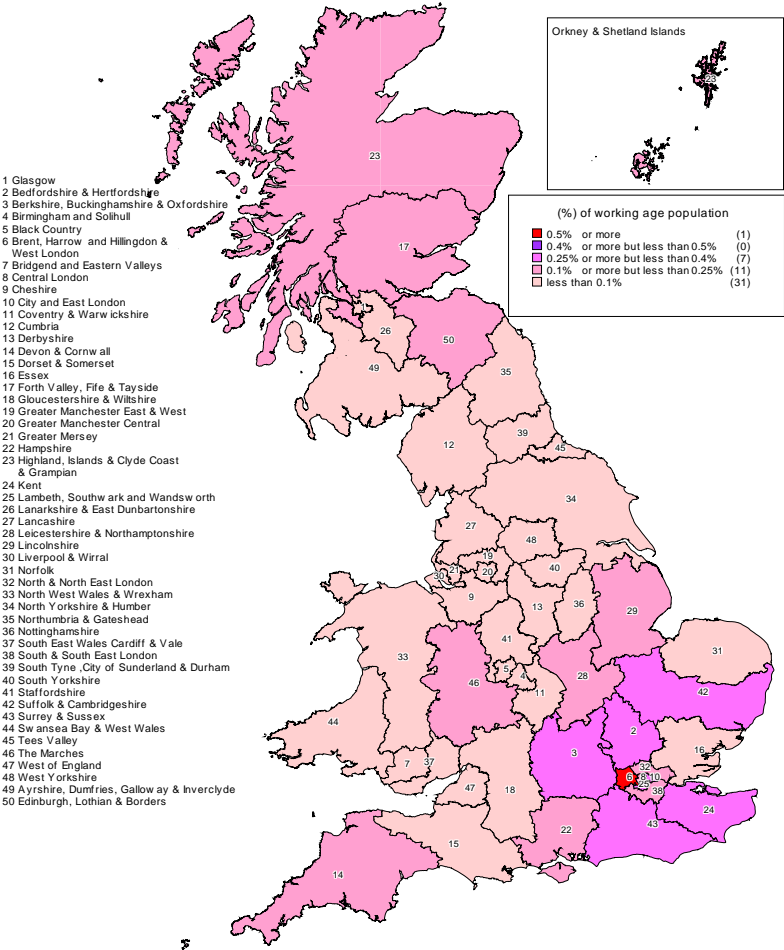 Orkney & Shetland Islands
23
(%) of working age population
0.5% or more (1)
0.4% or more but less than 0.5% (0)
0.25% or more but less than 0.4% (7)
0.1% or more but less than 0.25% (11)
less than 0.1% (31)
1 Glasgow
2 Bedfordshire & Hertfordshire
3 Berkshire, Buckinghamshire & Oxfordshire
4 Birmingham and Solihull
5 Black Country
6 Brent, Harrow and Hillingdon &
West London
7 Bridgend and Eastern Valleys
8 Central London
9 Cheshire
10 City and East London
11 Coventry & Warwickshire
12 Cumbria
13 Derbyshire
14 Devon & Cornwall
15 Dorset & Somerset
16 Essex
17 Forth Valley, Fife & Tayside
18 Gloucestershire & Wiltshire
19 Greater Manchester East & West
20 Greater Manchester Central
21 Greater Mersey
22 Hampshire
23 Highland, Islands & Clyde Coast
& Grampian
24 Kent
25 Lambeth, Southwark and Wandsworth
26 Lanarkshire & East Dunbartonshire
27 Lancashire
28 Leicestershire & Northamptonshire
29 Lincolnshire
30 Liverpool & Wirral
31 Norfolk
32 North & North East London
33 North West Wales & Wrexham
34 North Yorkshire & Humber
35 Northumbria & Gateshead
36 Nottinghamshire
37 South East Wales Cardiff & Vale
38 South & South East London
39 South Tyne ,City of Sunderland & Durham
40 South Yorkshire
41 Staffordshire
42 Suffolk & Cambridgeshire
43 Surrey & Sussex
44 Swansea Bay & West Wales
45 Tees Valley
46 The Marches
47 West of England
48 West Yorkshire
49 Ayrshire, Dumfries, Galloway & Inverclyde
50 Edinburgh, Lothian & Borders
23
17
26
50
49
35
39
12
45
34
27
48
19
21
20
40
30
9
13
36
29
41
31
33
5
4
46
28
42
11
44
2
3
16
7
37
32
6
8
10
25
38
47
18
24
43
22
15
14